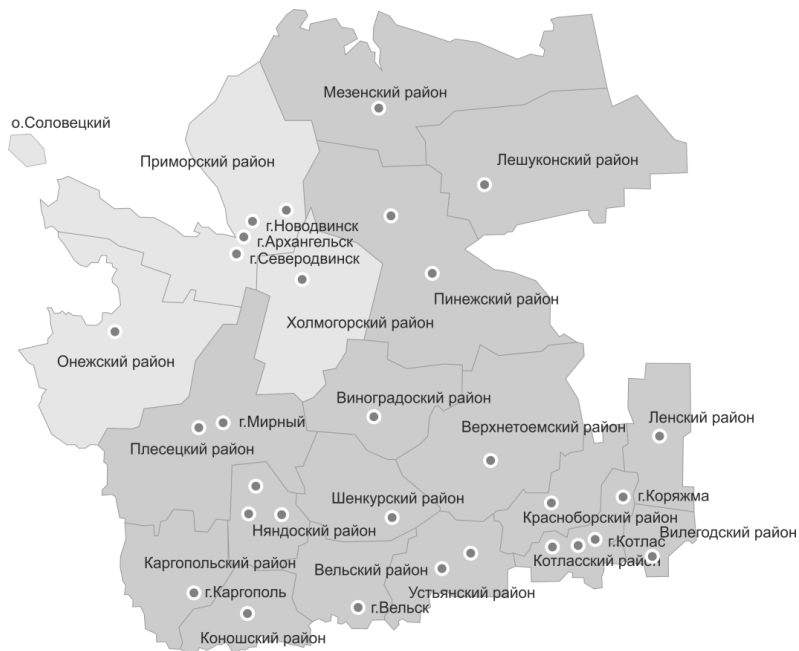 Мезенский район
о.Соловецкий
Приморский район
Лешуконский район
г.Новодвинск
г.Архангельск
г.Северодвинск
Пинежский район
Холмогорский район
Онежский район
Виноградоский район
г.Мирный
Ленский район
Верхнетоемский район
Плесецкий район
Шенкурский район
г.Коряжма
Красноборский район
Няндоский район
Вилегодский район
г.Котлас
Котласский район
Каргопольский район
Вельский район
Устьянский район
г.Каргополь
г.Вельск
Коношский район